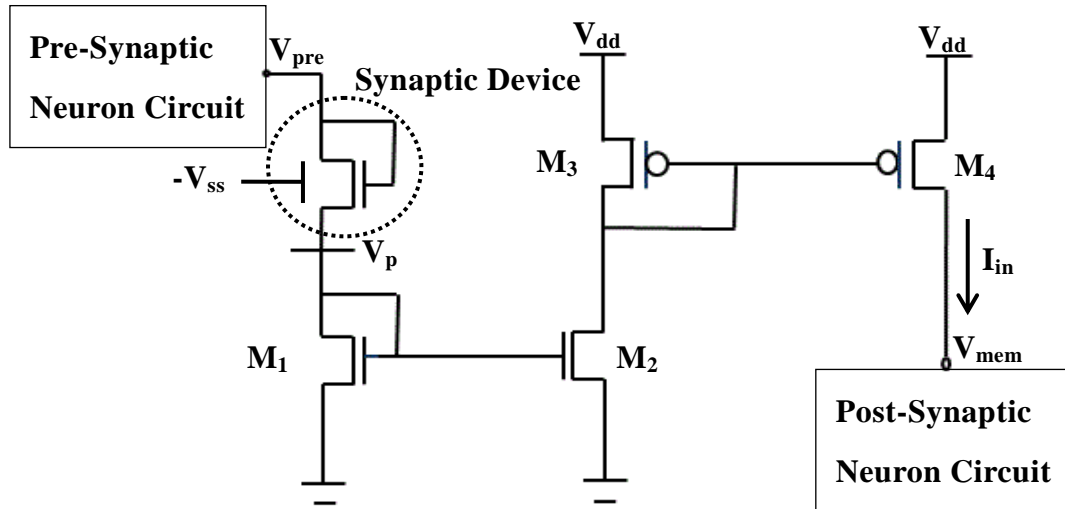 Pre-Synaptic
Neuron Circuit
V_pre
Synaptic Device
-V_ss
V_p
M_1
M_2
V_dd
M_3
V_dd
M_4
I_in
V_mem
Post-Synaptic
Neuron Circuit